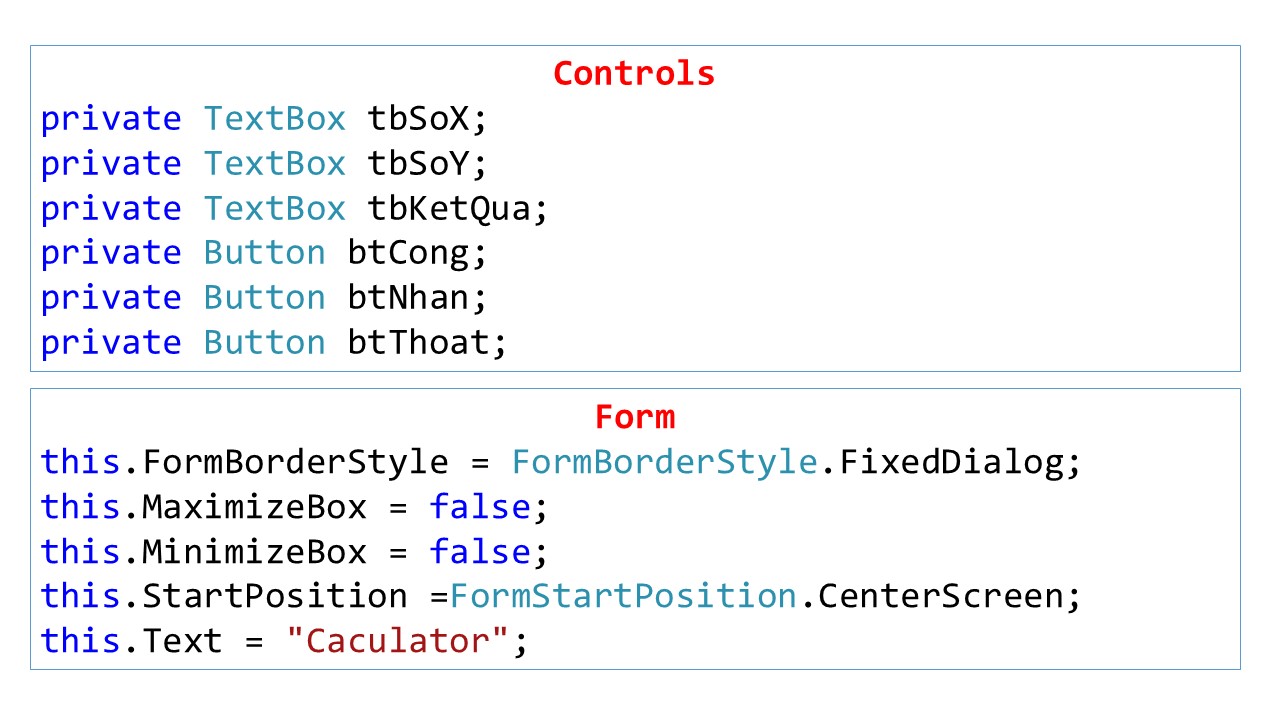 Controls
private TextBox tbSoX;
private TextBox tbSoY;
private TextBox tbKetQua;
private Button btCong;
private Button btNhan;
private Button btThoat;
Form
this.FormBorderStyle = FormBorderStyle.FixedDialog;
this.MaximizeBox = false;
this.MinimizeBox = false;
this.StartPosition =FormStartPosition.CenterScreen;
this.Text = "Caculator";